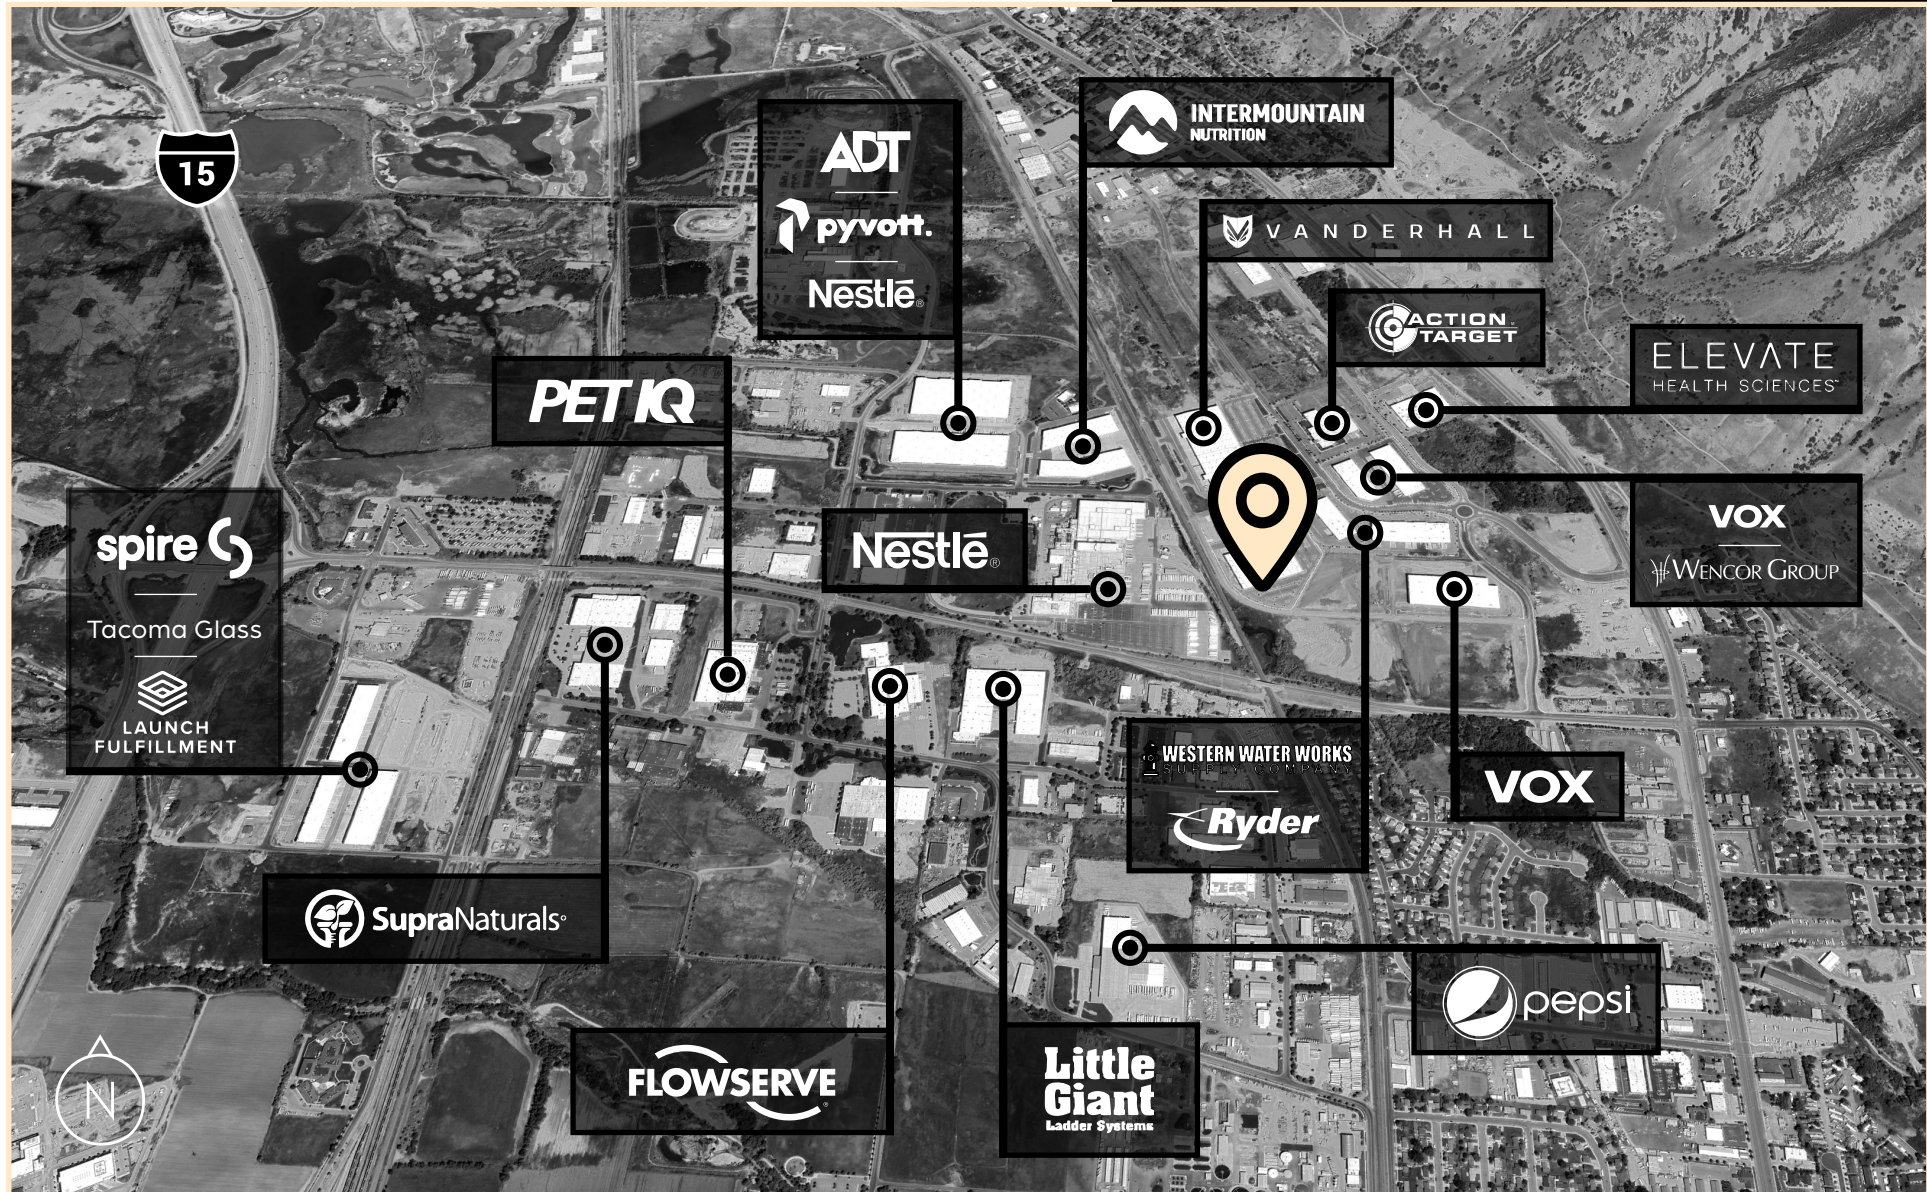 15
ADT
pyvott.
Nestlé®
INTERMOUNTAIN
NUTRITION
VANDERHALL
ACTION
TARGET
ELEVATE
HEALTH SCIENCES™
PET IQ
spire
Tacoma Glass
LAUNCH
FULFILLMENT
Nestlé®
VOX
WENCOR GROUP
WESTERN WATER WORKS
SUPPLY COMPANY
Ryder
VOX
SupraNaturals
pepsi
FLOWSERVE®
Little
Giant
Ladder Systems
N